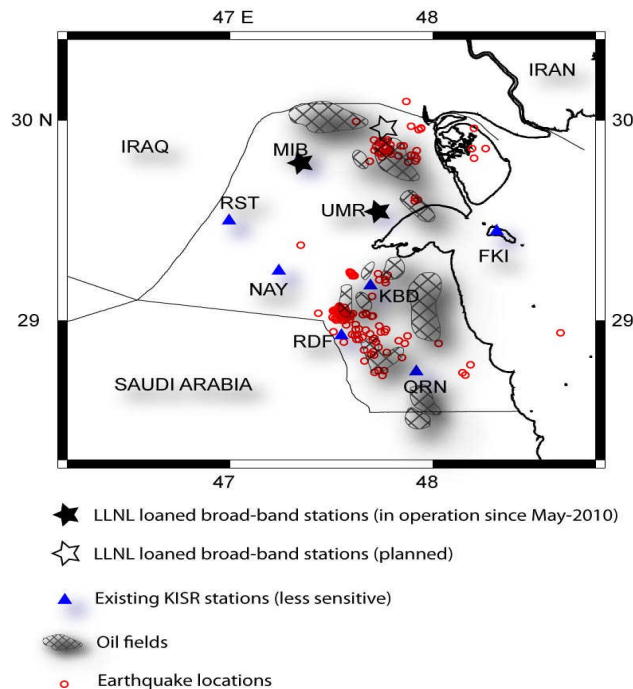 47 E
48
IRAN
30 N
30
IRAQ
MIB
RST
UMR
FKI
NAY
KBD
29
29
RDF
SAUDI ARABIA
QRN
47
48
LLNL loaned broad-band stations (in operation since May-2010)
LLNL loaned broad-band stations (planned)
Existing KISR stations (less sensitive)
Oil fields
Earthquake locations